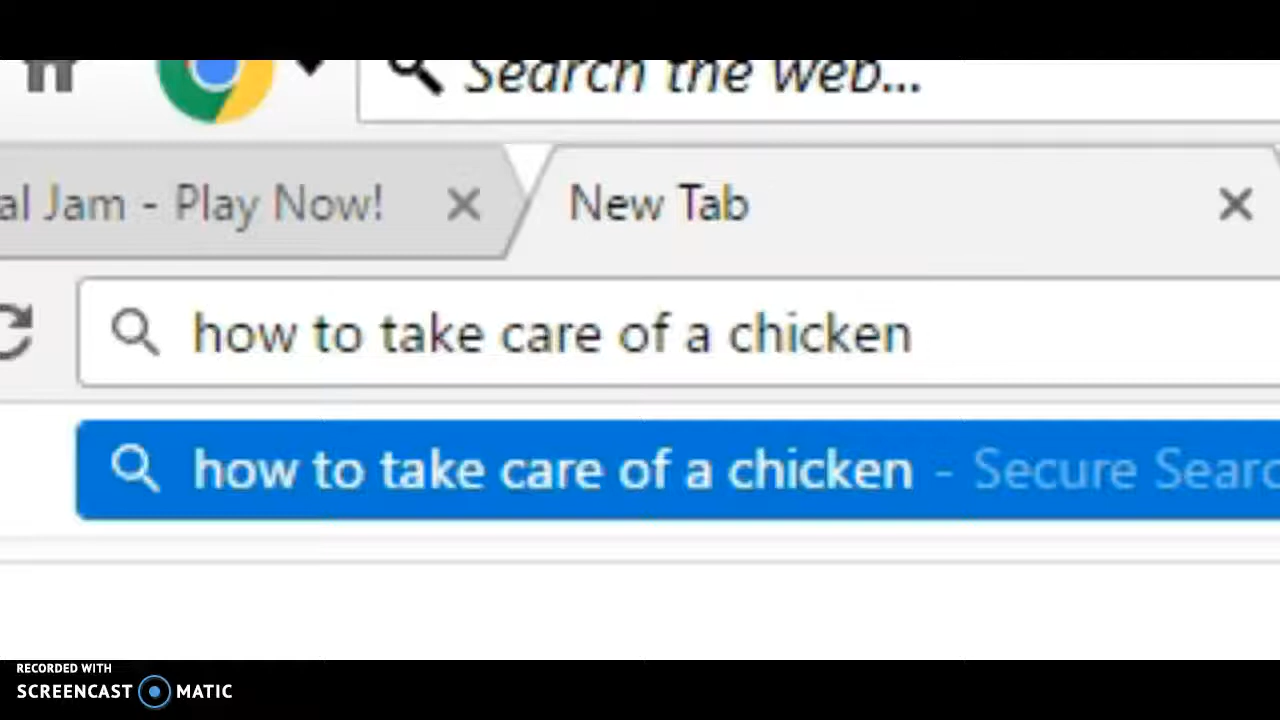 Search the web...
al Jam - Play Now!
New Tab
how to take care of a chicken
how to take care of a chicken - Secure Searc
RECORDED WITH
SCREENCAST MATIC